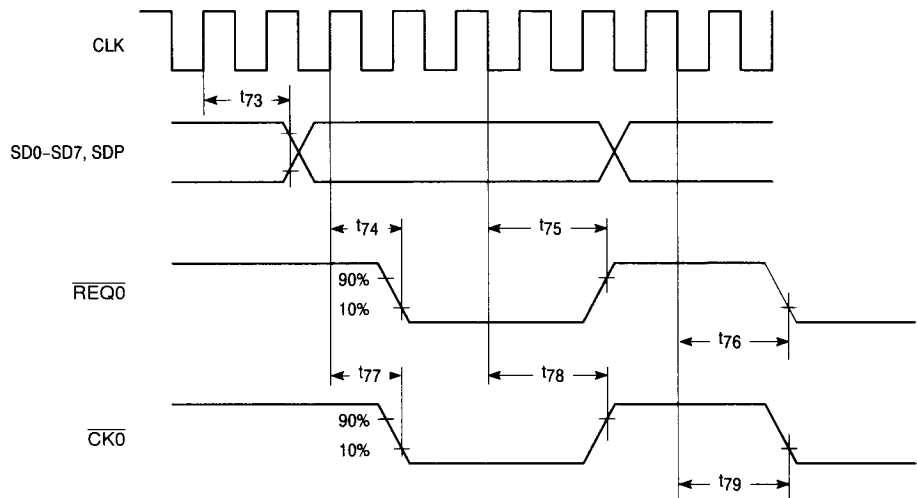 CLK
t73
SD0–SD7, SDP
t74
t75
90%
REQ0
10%
t76
t77
t78
90%
CK0
10%
t79